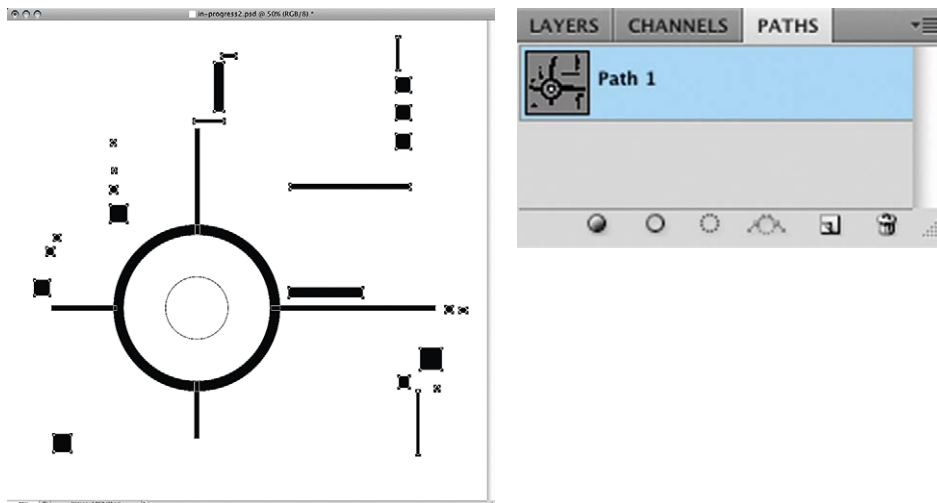 in-progress2.psd @ 50% (RGB/8) *
LAYERS CHANNELS PATHS
Path 1